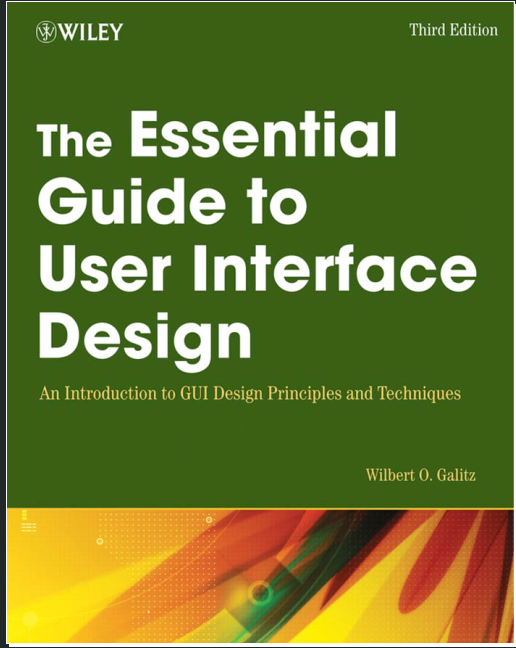 WILEY
Third Edition
The Essential
Guide to
User Interface
Design
An Introduction to GUI Design Principles and Techniques
Wilbert O. Galitz